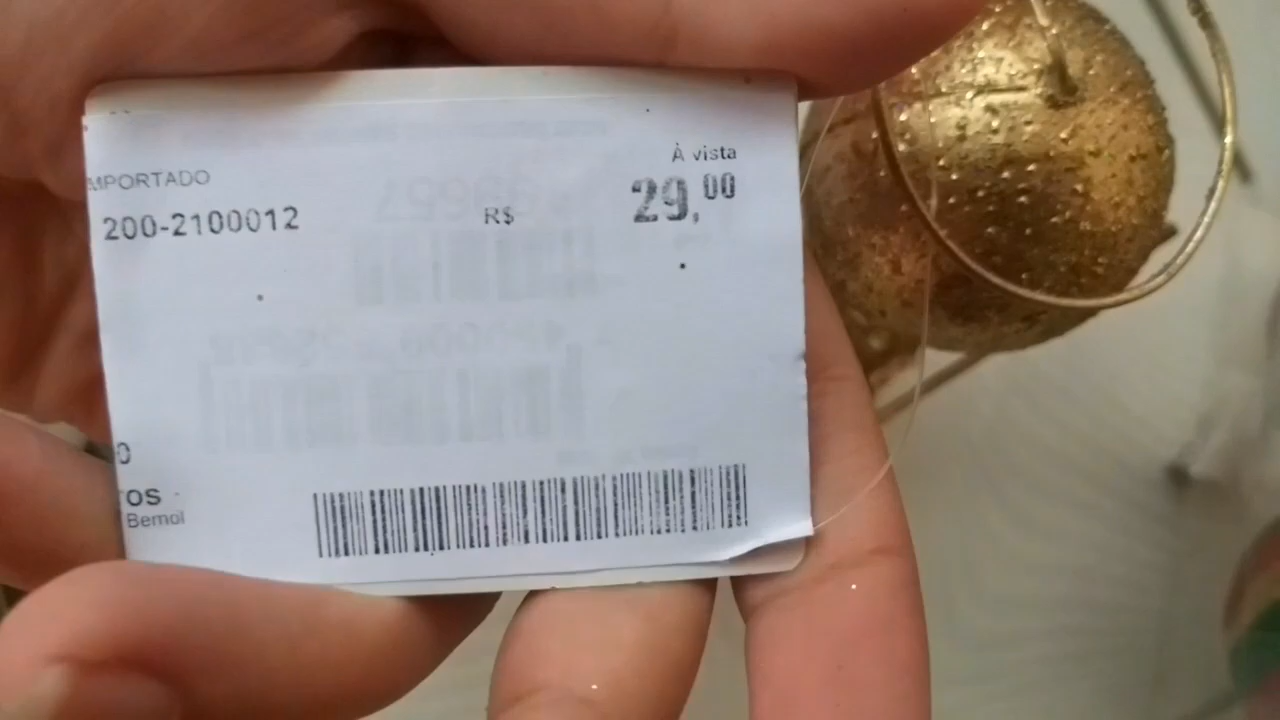 À vista
MPORTADO
200-2100012 R$ 29,00
0
TOS
Bemol